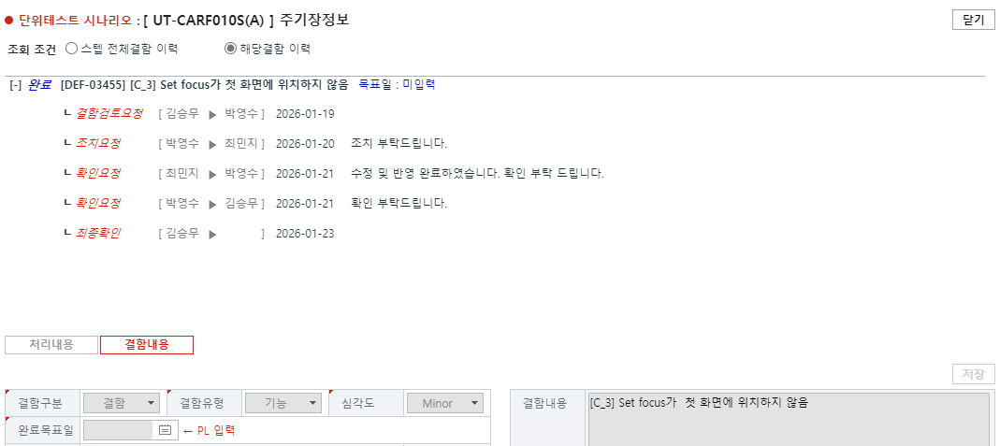 ● 단위테스트 시나리오 : [ UT-CARF010S(A) ] 주기장정보 닫기
조회 조건 스텝 전체결함 이력 해당결함 이력
[-] 완료 [DEF-03455] [C_3] Set focus가 첫 화면에 위치하지 않음 목표일 : 미입력
┗ 결함검토요청 [ 김승무 ▶ 박영수 ] 2026-01-19
┗ 조치요청 [ 박영수 ▶ 최민지 ] 2026-01-20 조치 부탁드립니다.
┗ 확인요청 [ 최민지 ▶ 박영수 ] 2026-01-21 수정 및 반영 완료하였습니다. 확인 부탁 드립니다.
┗ 확인요청 [ 박영수 ▶ 김승무 ] 2026-01-21 확인 부탁드립니다.
┗ 최종확인 [ 김승무 ▶ ] 2026-01-23
처리내용 결함내용
저장
결함구분 결함 결함유형 기능 심각도 Minor 결함내용 [C_3] Set focus가 첫 화면에 위치하지 않음
완료목표일 ← PL 입력